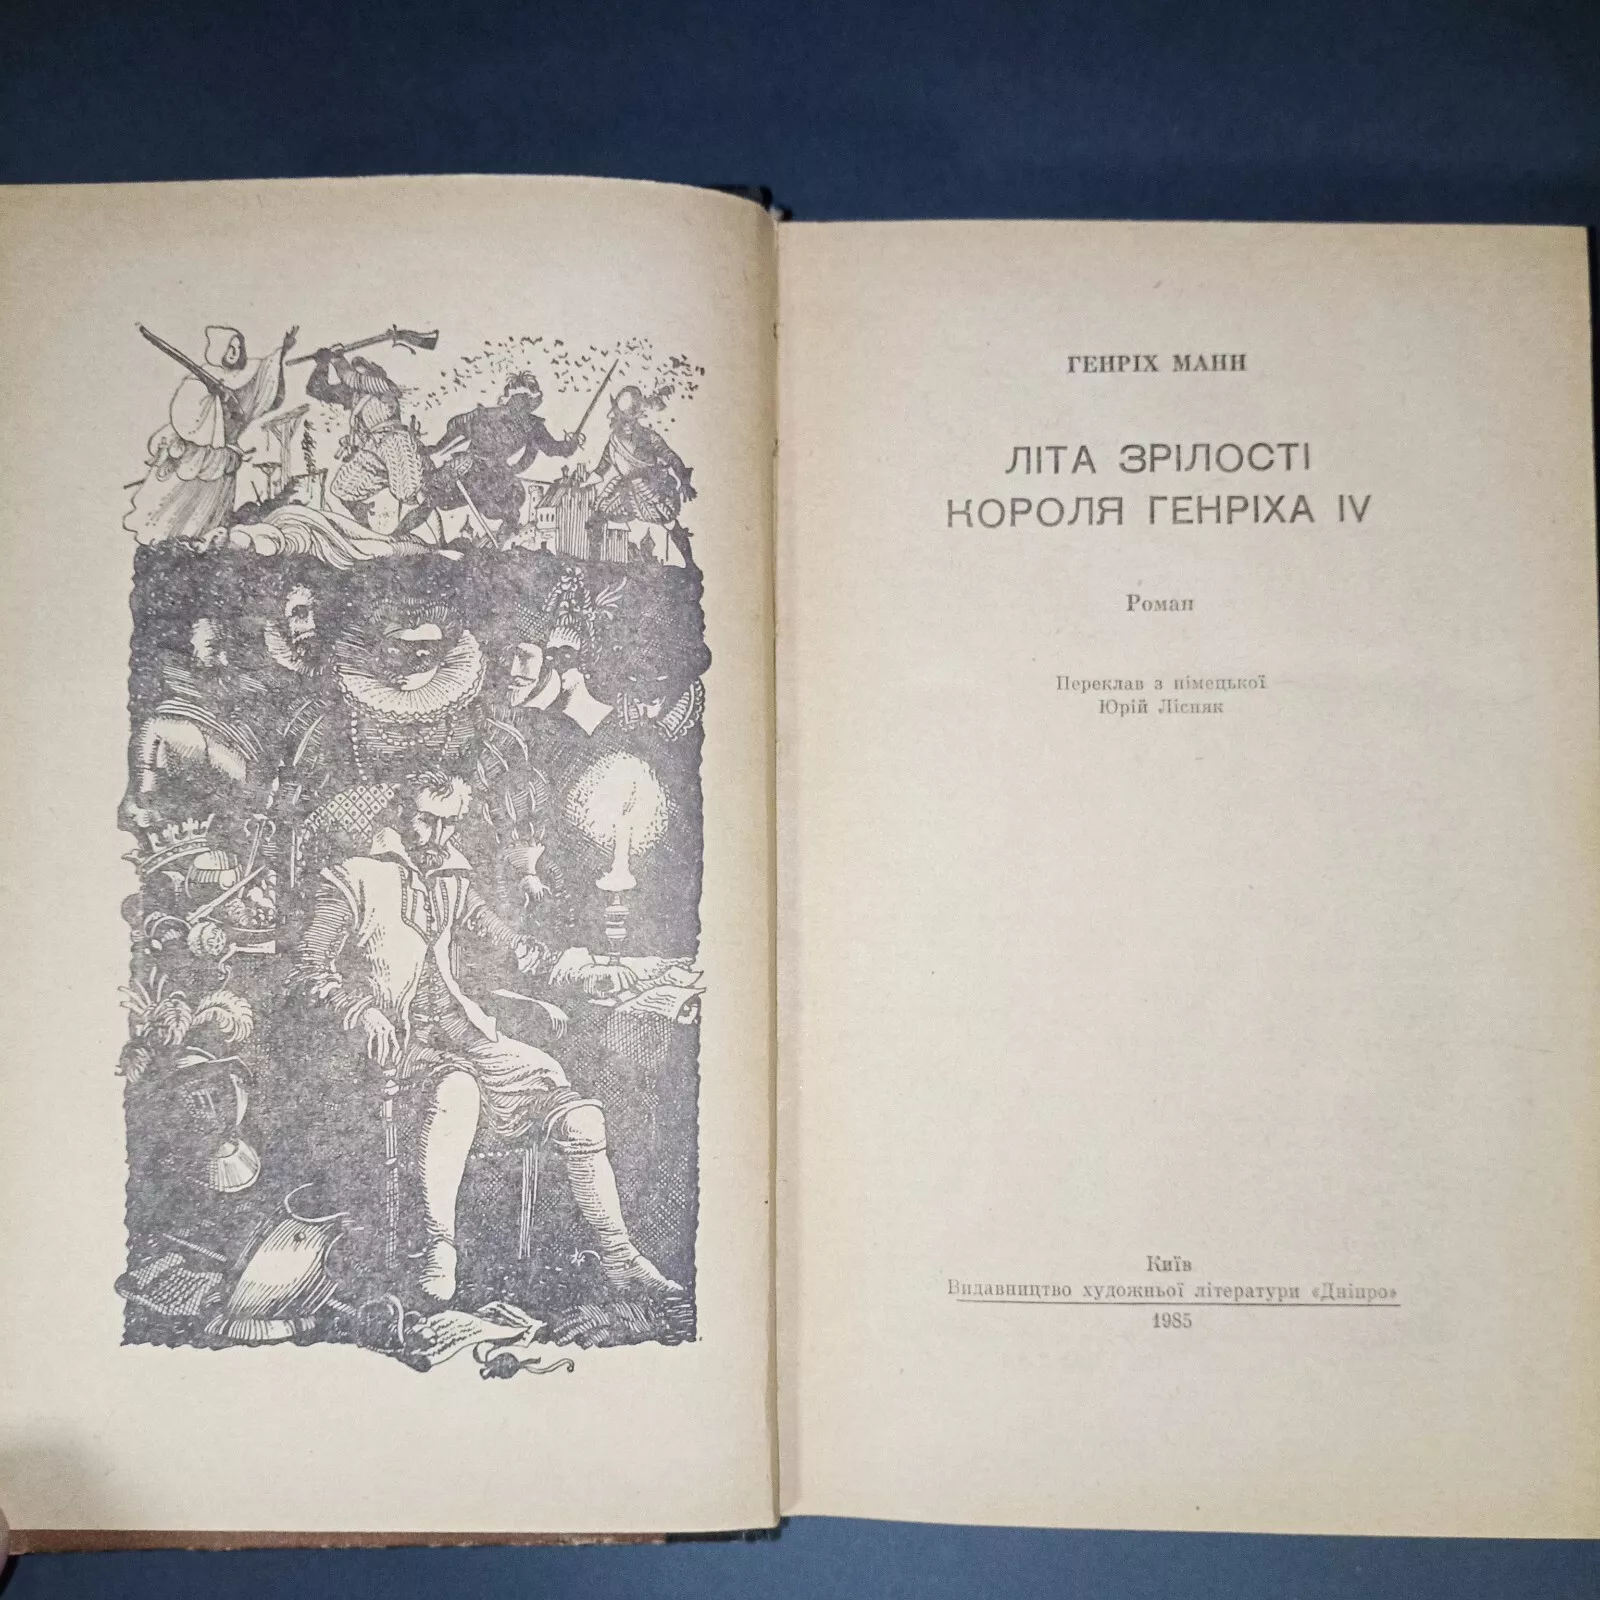 ГЕНРІХ МАНН
ЛІТА ЗРІЛОСТІ
КОРОЛЯ ГЕНРІХА IV
Роман
Переклав з німецької
Юрій Лісняк
Київ
Видавництво художньої літератури «Дніпро»
1985